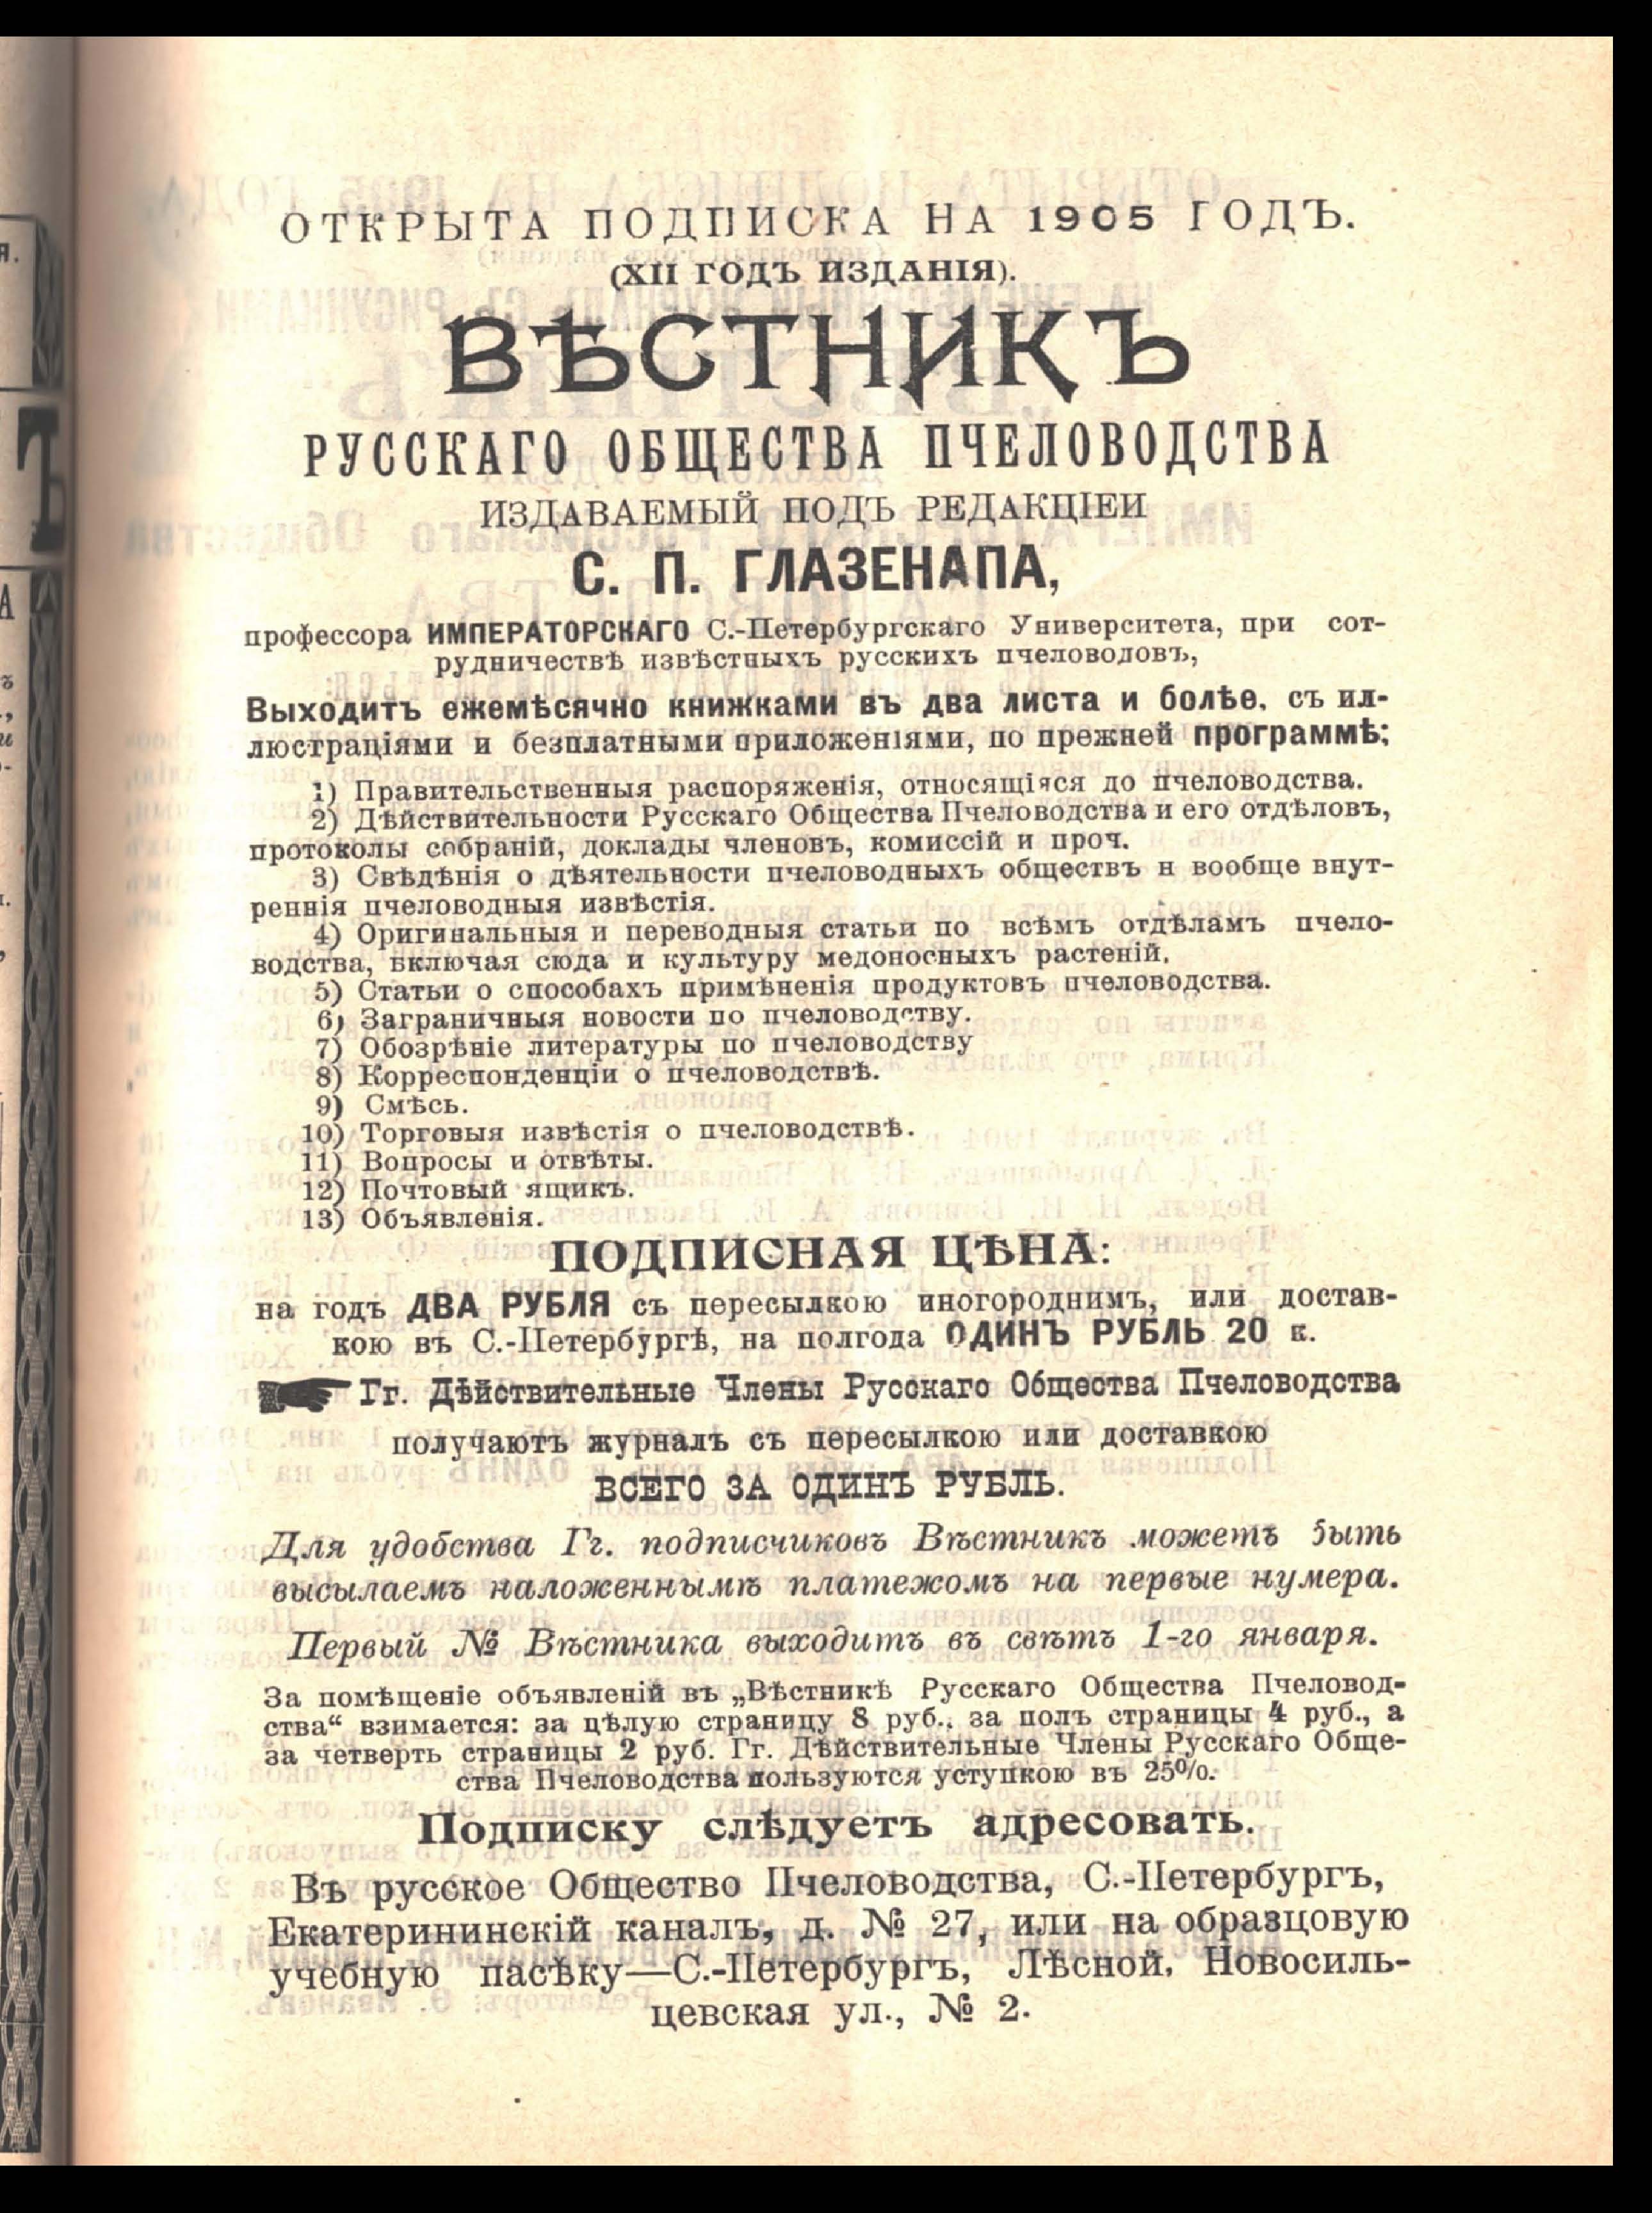 ОТКРЫТА ПОДПИСКА НА 1905 ГОДЪ.
(XII ГОДЪ ИЗДАНІЯ).
ВѢСТНИКЪ
РУССКАГО ОБЩЕСТВА ПЧЕЛОВОДСТВА
ИЗДАВАЕМЫЙ ПОДЪ РЕДАКЦІЕИ
С. П. ГЛАЗЕНАПА,
профессора ИМПЕРАТОРСКАГО С.-Петербургскаго Университета, при сот-
рудничествѣ извѣстныхъ русскихъ пчеловодовъ,
Выходитъ ежемѣсячно книжками въ два листа и болѣе. съ ил-
люстраціями и безплатными приложеніями, по прежней программѣ:
1) Правительственныя распоряженія, относящіяся до пчеловодства.
2) Дѣйствительности Русскаго Общества Пчеловодства и его отдѣловъ,
протоколы собраній, доклады членовъ, комиссій и проч.
3) Свѣдѣнія о дѣятельности пчеловодныхъ обществъ и вообще внут-
реннія пчеловодныя извѣстія.
4) Оригинальныя и переводныя статьи по всѣмъ отдѣламъ пчело-
водства, включая сюда и культуру медоносныхъ растеній.
5) Статьи о способахъ примѣненія продуктовъ пчеловодства.
6) Заграничныя новости по пчеловодству.
7) Обозрѣніе литературы по пчеловодству
8) Корреспонденціи о пчеловодствѣ.
9) Смѣсь.
10) Торговыя извѣстія о пчеловодствѣ.
11) Вопросы и отвѣты.
12) Почтовый ящикъ.
13) Объявленія.
ПОДПИСНАЯ ЦѢНА:
на годъ ДВА РУБЛЯ съ пересылкою иногороднимъ, или достав-
кою въ С.-Петербургѣ, на полгода ОДИНЪ РУБЛЬ 20 к.
Гг. Дѣйствительные Члены Русскаго Общества Пчеловодства
получаютъ журналъ съ пересылкою или доставкою
ВСЕГО ЗА ОДИНЪ РУБЛЬ.
Для удобства Гг. подписчиковъ Вѣстникъ можетъ быть
высылаемъ наложеннымъ платежомъ на первые нумера.
Первый № Вѣстника выходитъ въ свѣтъ 1-го января.
За помѣщеніе объявленій въ „Вѣстникѣ Русскаго Общества Пчеловод-
ства“ взимается: за цѣлую страницу 8 руб., за полъ страницы 4 руб., а
за четверть страницы 2 руб. Гг. Дѣйствительные Члены Русскаго Обще-
ства Пчеловодства пользуются уступкою въ 25%.
Подписку слѣдуетъ адресовать.
Въ русское Общество Пчеловодства, С.-Петербургъ,
Екатерининскій каналъ, д. № 27, или на образцовую
учебную пасѣку—С.-Петербургъ, Лѣсной. Новосиль-
цевская ул., № 2.